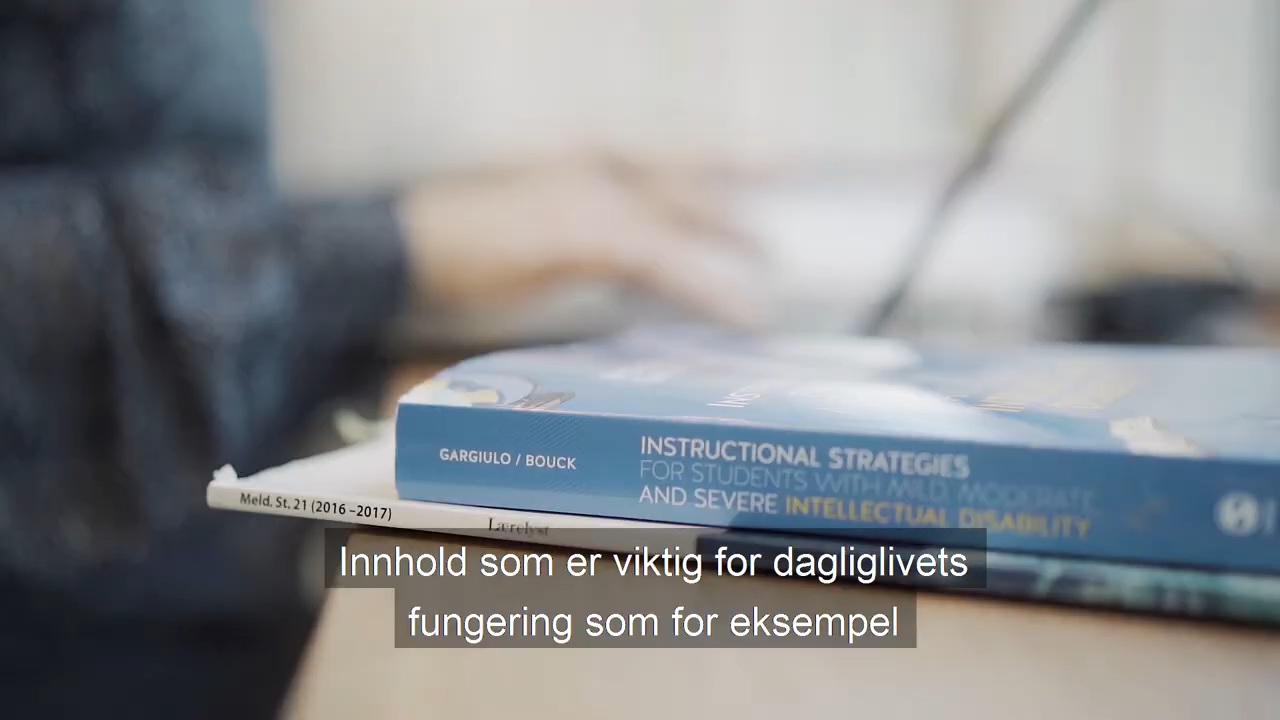 GARGIULO / BOUCK
INSTRUCTIONAL STRATEGIES
FOR STUDENTS WITH MILD, MODERATE
AND SEVERE INTELLECTUAL DISABILITY
Meld. St. 21 (2016 –2017)
Lærelyst
Innhold som er viktig for dagliglivets
fungering som for eksempel